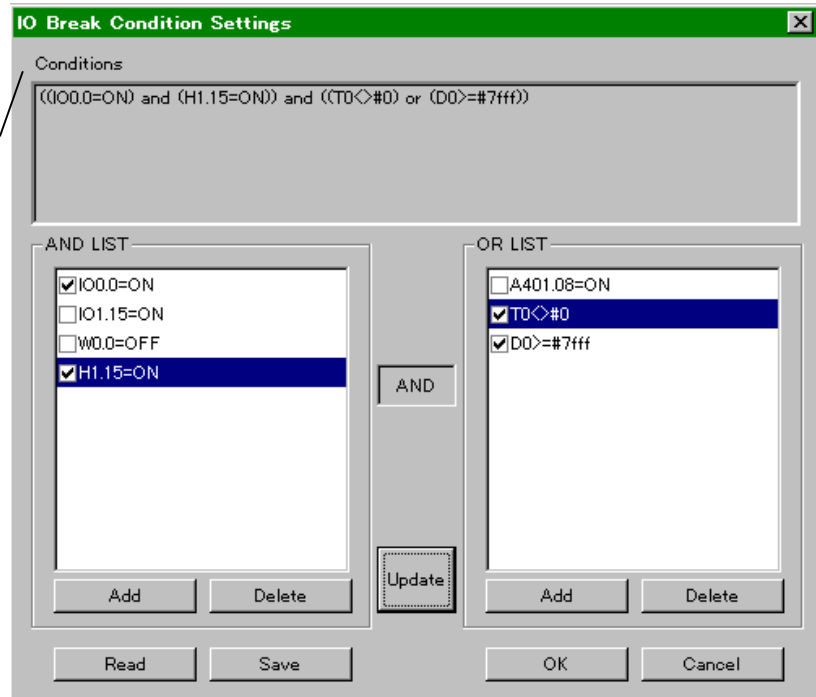 IO Break Condition Settings
Conditions
((IO0.0=ON) and (H1.15=ON)) and ((T0<>#0) or (D0>=#7fff))
AND LIST
IO0.0=ON
IO1.15=ON
W0.0=OFF
H1.15=ON
Add Delete
AND
Update
OR LIST
A401.08=ON
T0<>#0
D0>=#7fff
Add Delete
Read Save OK Cancel